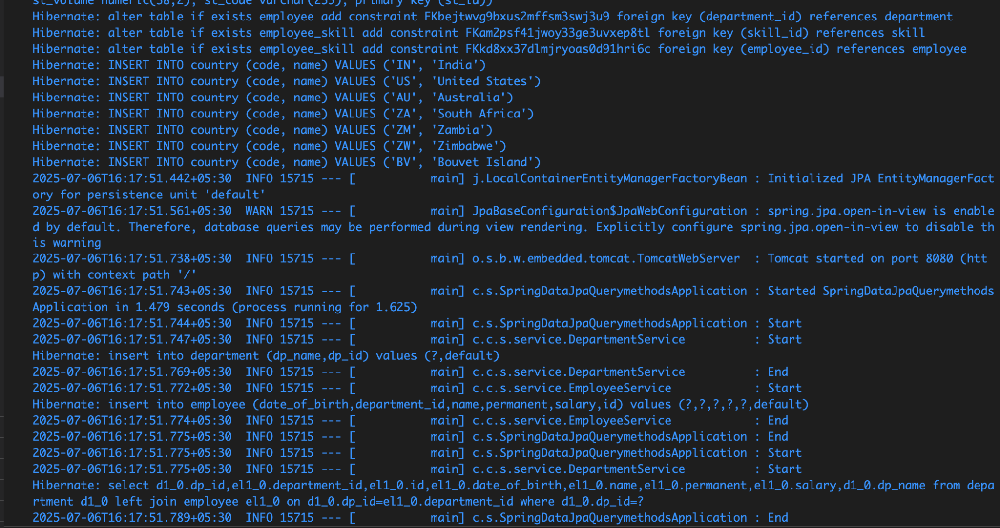 st_volume numeric(38,2), st_code varchar(255), primary key (st_id))
Hibernate: alter table if exists employee add constraint FKbejtwvg9bxus2mffsm3swj3u9 foreign key (department_id) references department
Hibernate: alter table if exists employee_skill add constraint FKam2psf41jwoy33ge3uvxep8tl foreign key (skill_id) references skill
Hibernate: alter table if exists employee_skill add constraint FKkd8xx37dlmjryoas0d91hri6c foreign key (employee_id) references employee
Hibernate: INSERT INTO country (code, name) VALUES ('IN', 'India')
Hibernate: INSERT INTO country (code, name) VALUES ('US', 'United States')
Hibernate: INSERT INTO country (code, name) VALUES ('AU', 'Australia')
Hibernate: INSERT INTO country (code, name) VALUES ('ZA', 'South Africa')
Hibernate: INSERT INTO country (code, name) VALUES ('ZM', 'Zambia')
Hibernate: INSERT INTO country (code, name) VALUES ('ZW', 'Zimbabwe')
Hibernate: INSERT INTO country (code, name) VALUES ('BV', 'Bouvet Island')
2025-07-06T16:17:51.442+05:30  INFO 15715 --- [           main] j.LocalContainerEntityManagerFactoryBean : Initialized JPA EntityManagerFact
ory for persistence unit 'default'
2025-07-06T16:17:51.561+05:30  WARN 15715 --- [           main] JpaBaseConfiguration$JpaWebConfiguration : spring.jpa.open-in-view is enable
d by default. Therefore, database queries may be performed during view rendering. Explicitly configure spring.jpa.open-in-view to disable th
is warning
2025-07-06T16:17:51.738+05:30  INFO 15715 --- [           main] o.s.b.w.embedded.tomcat.TomcatWebServer  : Tomcat started on port 8080 (htt
p) with context path '/'
2025-07-06T16:17:51.743+05:30  INFO 15715 --- [           main] c.s.SpringDataJpaQuerymethodsApplication : Started SpringDataJpaQuerymethods
Application in 1.479 seconds (process running for 1.625)
2025-07-06T16:17:51.744+05:30  INFO 15715 --- [           main] c.s.SpringDataJpaQuerymethodsApplication : Start
2025-07-06T16:17:51.747+05:30  INFO 15715 --- [           main] c.c.s.service.DepartmentService          : Start
Hibernate: insert into department (dp_name,dp_id) values (?,default)
2025-07-06T16:17:51.769+05:30  INFO 15715 --- [           main] c.c.s.service.DepartmentService          : End
2025-07-06T16:17:51.772+05:30  INFO 15715 --- [           main] c.c.s.service.EmployeeService            : Start
Hibernate: insert into employee (date_of_birth,department_id,name,permanent,salary,id) values (?,?,?,?,?,default)
2025-07-06T16:17:51.774+05:30  INFO 15715 --- [           main] c.c.s.service.EmployeeService            : End
2025-07-06T16:17:51.775+05:30  INFO 15715 --- [           main] c.s.SpringDataJpaQuerymethodsApplication : End
2025-07-06T16:17:51.775+05:30  INFO 15715 --- [           main] c.s.SpringDataJpaQuerymethodsApplication : Start
2025-07-06T16:17:51.775+05:30  INFO 15715 --- [           main] c.c.s.service.DepartmentService          : Start
Hibernate: select d1_0.dp_id,el1_0.department_id,el1_0.id,el1_0.date_of_birth,el1_0.name,el1_0.permanent,el1_0.salary,d1_0.dp_name from depa
rtment d1_0 left join employee el1_0 on d1_0.dp_id=el1_0.department_id where d1_0.dp_id=?
2025-07-06T16:17:51.789+05:30  INFO 15715 --- [           main] c.s.SpringDataJpaQuerymethodsApplication : End